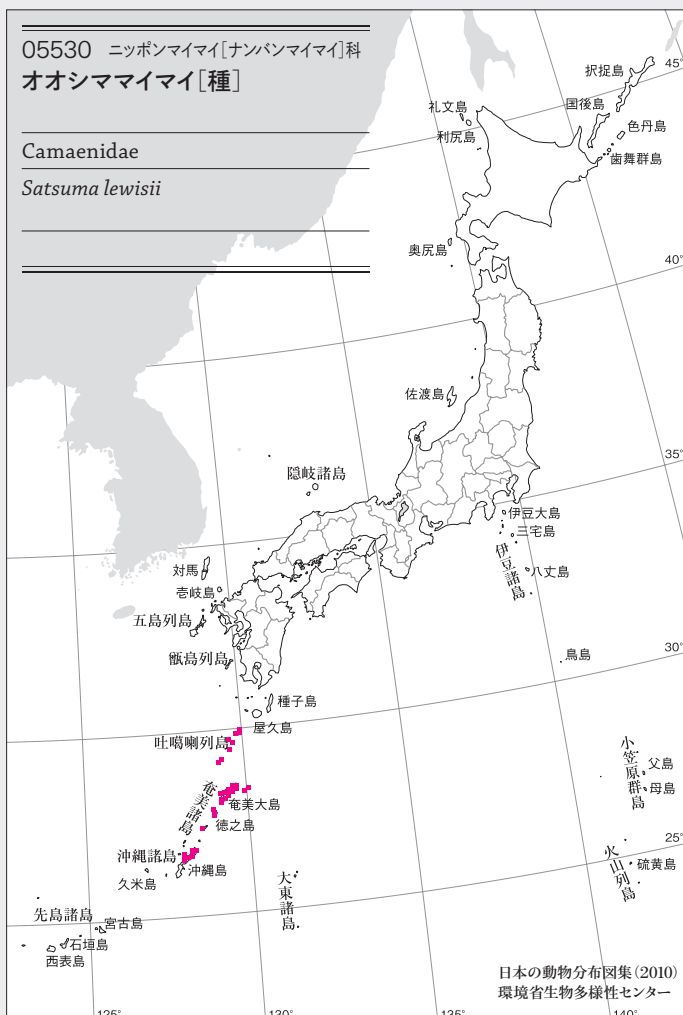 05530 ニッポンマイマイ[ナンバンマイマイ]科
オオシママイマイ[種]
Camaenidae
Satsuma lewisii
択捉島
45°
礼文島
国後島
利尻島
色丹島
歯舞群島
奥尻島
40°
佐渡島
35°
隠岐諸島
伊豆大島
三宅島
伊豆諸島
八丈島
対馬
壱岐島
五島列島
甑島列島
鳥島
30°
種子島
屋久島
吐噶喇列島
小笠原群島
父島
母島
奄美諸島
奄美大島
徳之島
25°
沖縄諸島
沖縄島
久米島
大東諸島
火山列島
硫黄島
先島諸島
宮古島
石垣島
西表島
日本の動物分布図集(2010)
環境省生物多様性センター
125°
130°
135°
140°